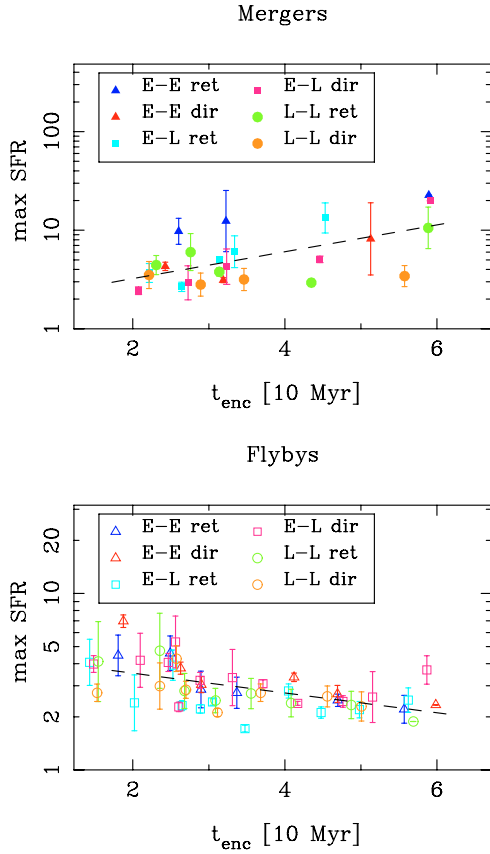 Mergers
max SFR
100
10
1
E-E ret
E-E dir
E-L ret
E-L dir
L-L ret
L-L dir
2 4 6
t_enc [10 Myr]
Flybys
max SFR
20
10
5
2
1
E-E ret
E-E dir
E-L ret
E-L dir
L-L ret
L-L dir
2 4 6
t_enc [10 Myr]